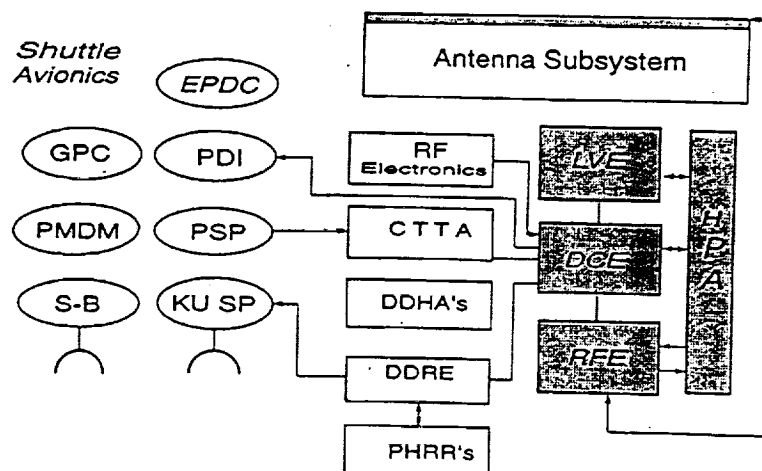 Shuttle
Avionics
EPDC
Antenna Subsystem
GPC
PDI
RF
Electronics
LVE
HPA
PMDM
PSP
CTTA
DCE
S-B
KU SP
DDHA's
RFE
DDRE
PHRR's